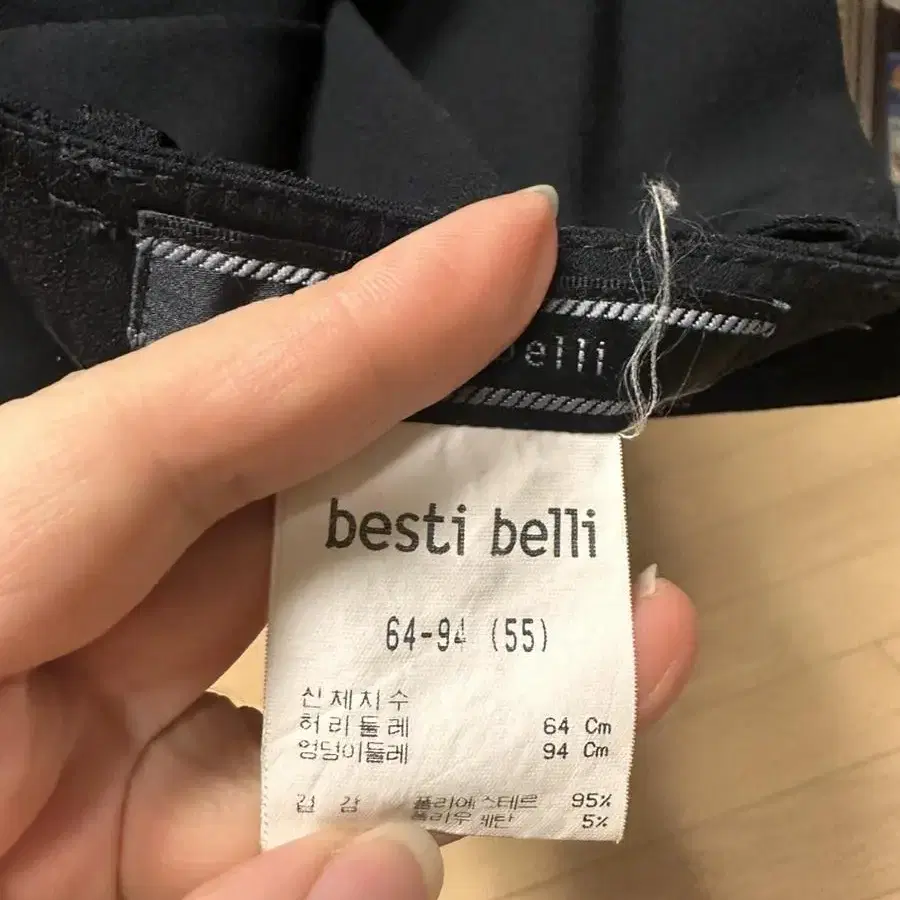 belli
besti belli
64-94 (55)
신체치수
허리둘레 64 Cm
엉덩이둘레 94 Cm
겉 감 폴리에스테르 95%
폴리우레탄 5%